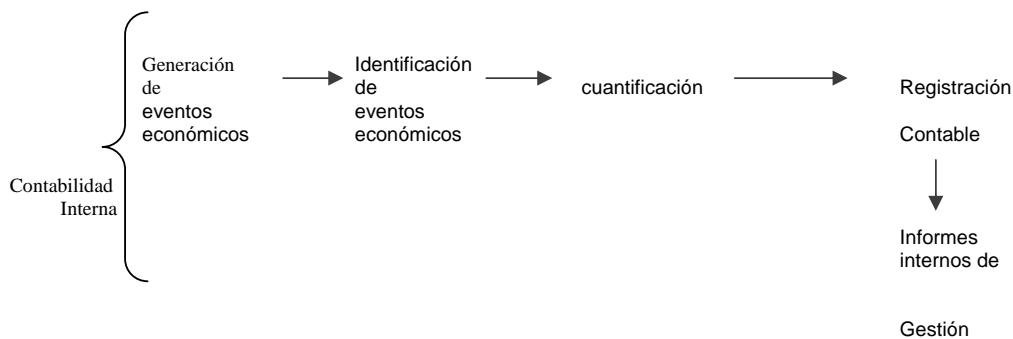 Contabilidad
Interna
Generación
de
eventos
económicos
Identificación
de
eventos
económicos
cuantificación
Registración
Contable
Informes
internos de
Gestión